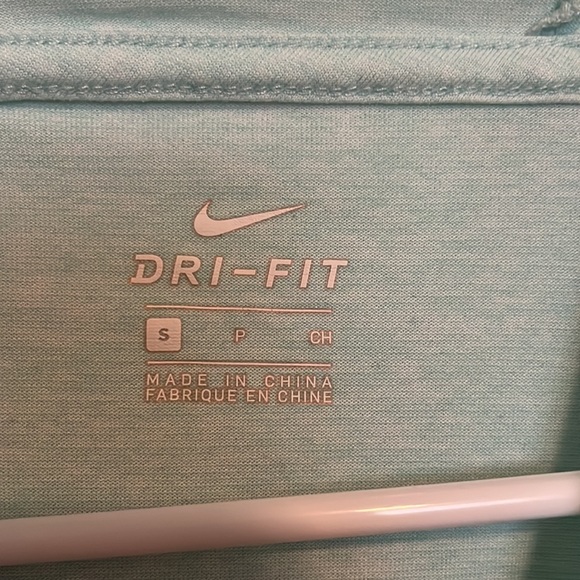 DRI-FIT
S P CH
MADE IN CHINA
FABRIQUE EN CHINE